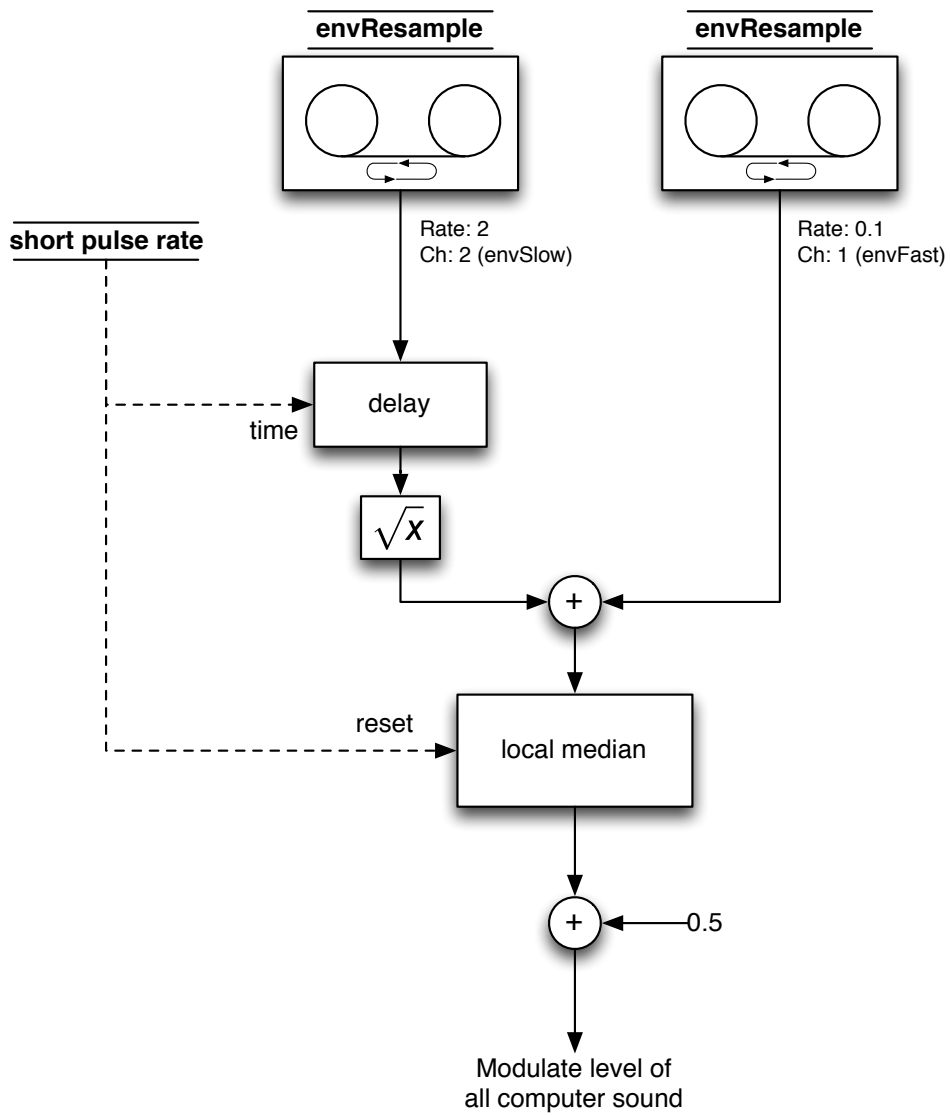 envResample
envResample
Rate: 2
Ch: 2 (envSlow)
Rate: 0.1
Ch: 1 (envFast)
short pulse rate
delay
time
√x
+
reset
local median
+
0.5
Modulate level of
all computer sound